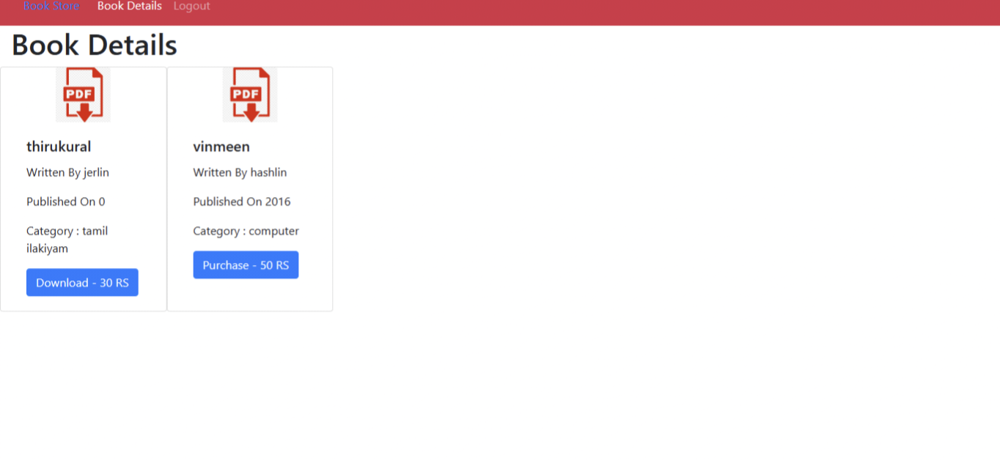 Book Store Book Details Logout
Book Details
PDF PDF
thirukural
Written By jerlin
Published On 0
Category : tamil
ilakiyam
Download - 30 RS
vinmeen
Written By hashlin
Published On 2016
Category : computer
Purchase - 50 RS